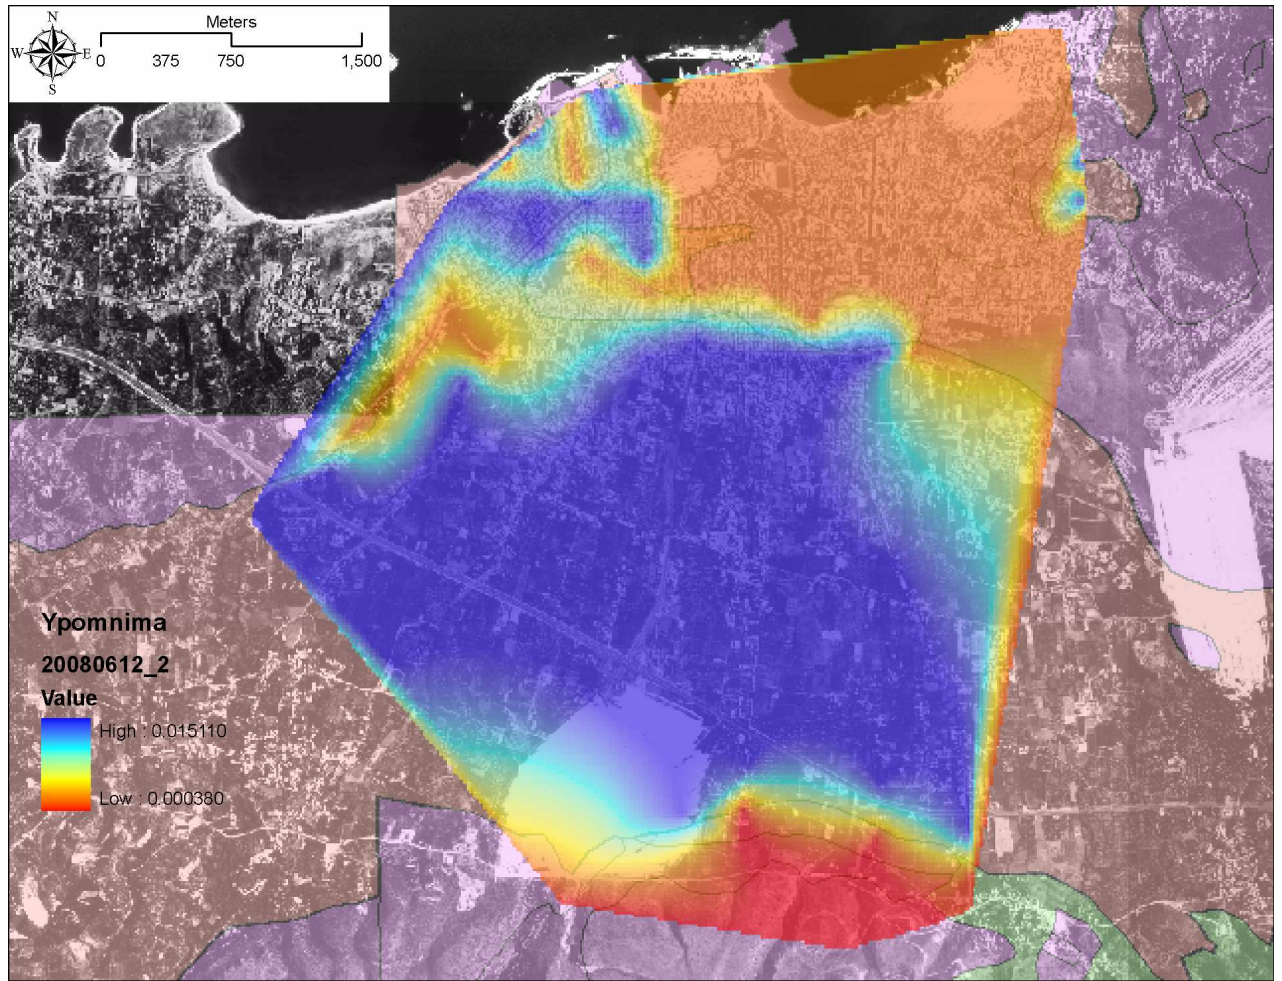 N
Meters
W E
0 375 750 1,500
S
Ypomnima
20080612_2
Value
High : 0.015110
Low : 0.000380